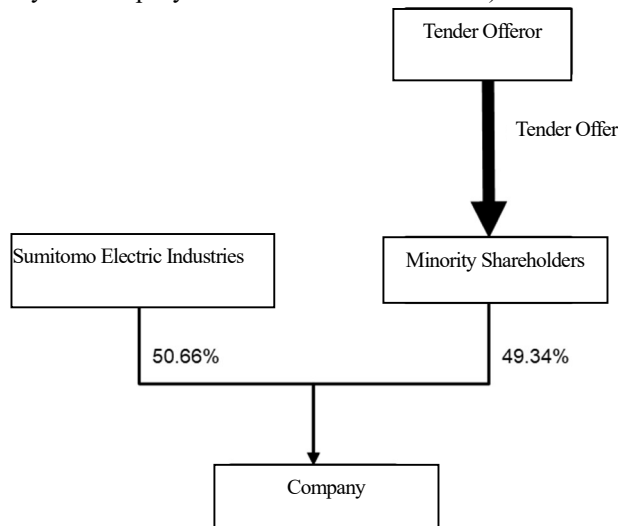 Tender Offeror
Tender Offer
Sumitomo Electric Industries
Minority Shareholders
50.66%
49.34%
Company